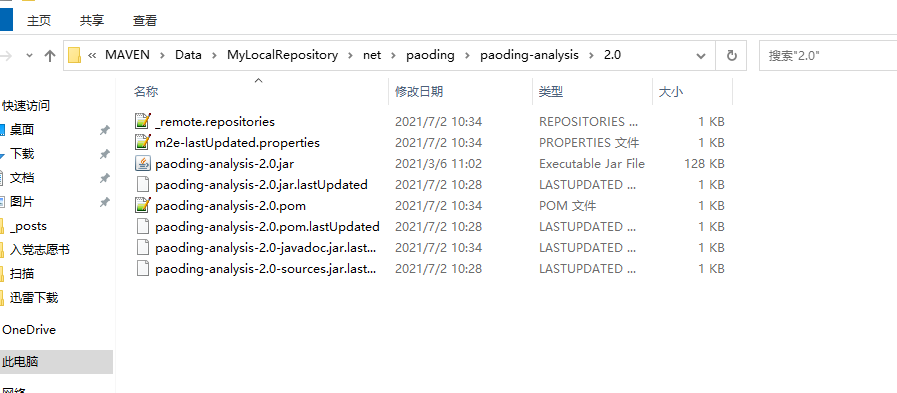 主页 共享 查看
« MAVEN › Data › MyLocalRepository › net › paoding › paoding-analysis › 2.0 搜索"2.0"
名称 修改日期 类型 大小
快速访问
桌面
下载
文档
图片
_posts
入党志愿书
扫描
迅雷下载
OneDrive
此电脑
网络
_remote.repositories 2021/7/2 10:34 REPOSITORIES ... 1 KB
m2e-lastUpdated.properties 2021/7/2 10:34 PROPERTIES 文件 1 KB
paoding-analysis-2.0.jar 2021/3/6 11:02 Executable Jar File 128 KB
paoding-analysis-2.0.jar.lastUpdated 2021/7/2 10:28 LASTUPDATED ... 1 KB
paoding-analysis-2.0.pom 2021/7/2 10:34 POM 文件 1 KB
paoding-analysis-2.0.pom.lastUpdated 2021/7/2 10:28 LASTUPDATED ... 1 KB
paoding-analysis-2.0-javadoc.jar.last... 2021/7/2 10:34 LASTUPDATED ... 1 KB
paoding-analysis-2.0-sources.jar.last... 2021/7/2 10:28 LASTUPDATED ... 1 KB